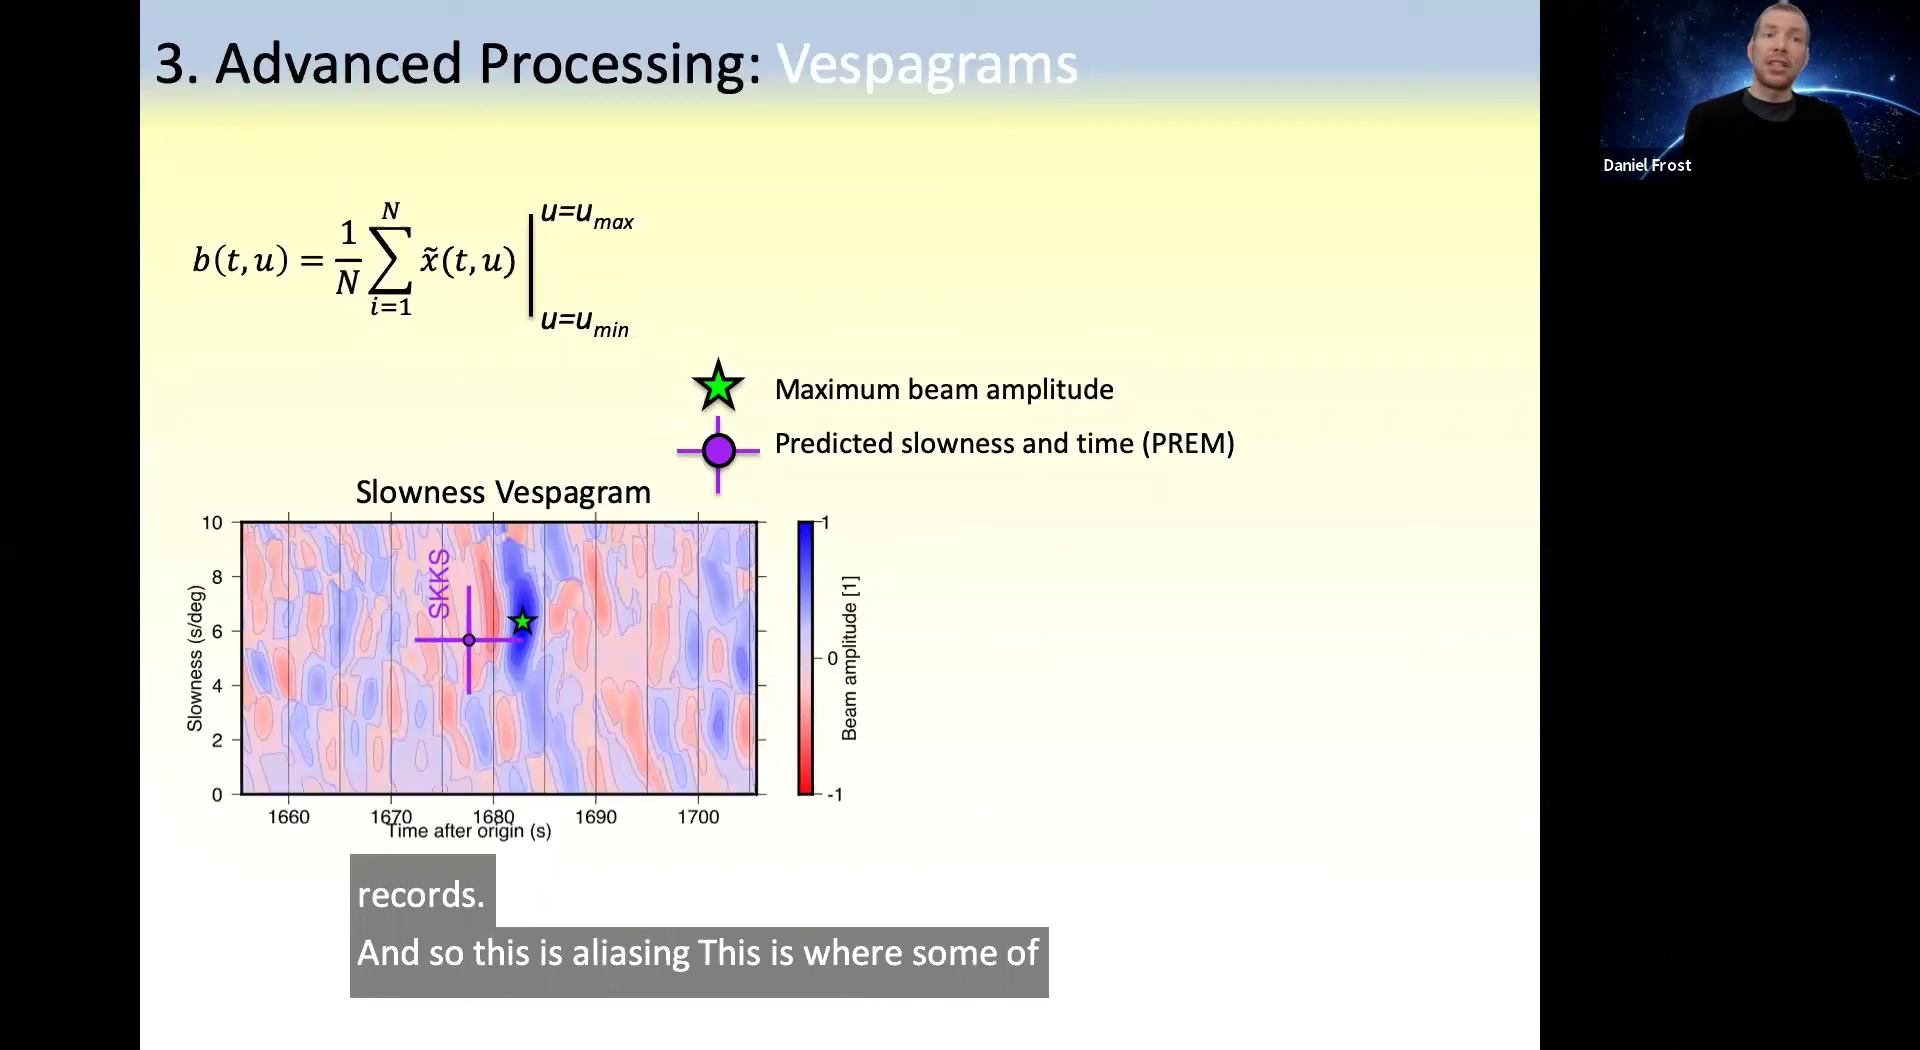 3. Advanced Processing: Vespagrams
Daniel Frost
b(t,u) = 1/N ∑_{i=1}^{N} x̃(t,u) | u=u_max
u=u_min
Maximum beam amplitude
Predicted slowness and time (PREM)
Slowness Vespagram
10
8
6
4
2
0
Slowness (s/deg)
SKKS
1660 1670 1680 1690 1700
Time after origin (s)
1
0
-1
Beam amplitude [1]
records.
And so this is aliasing This is where some of